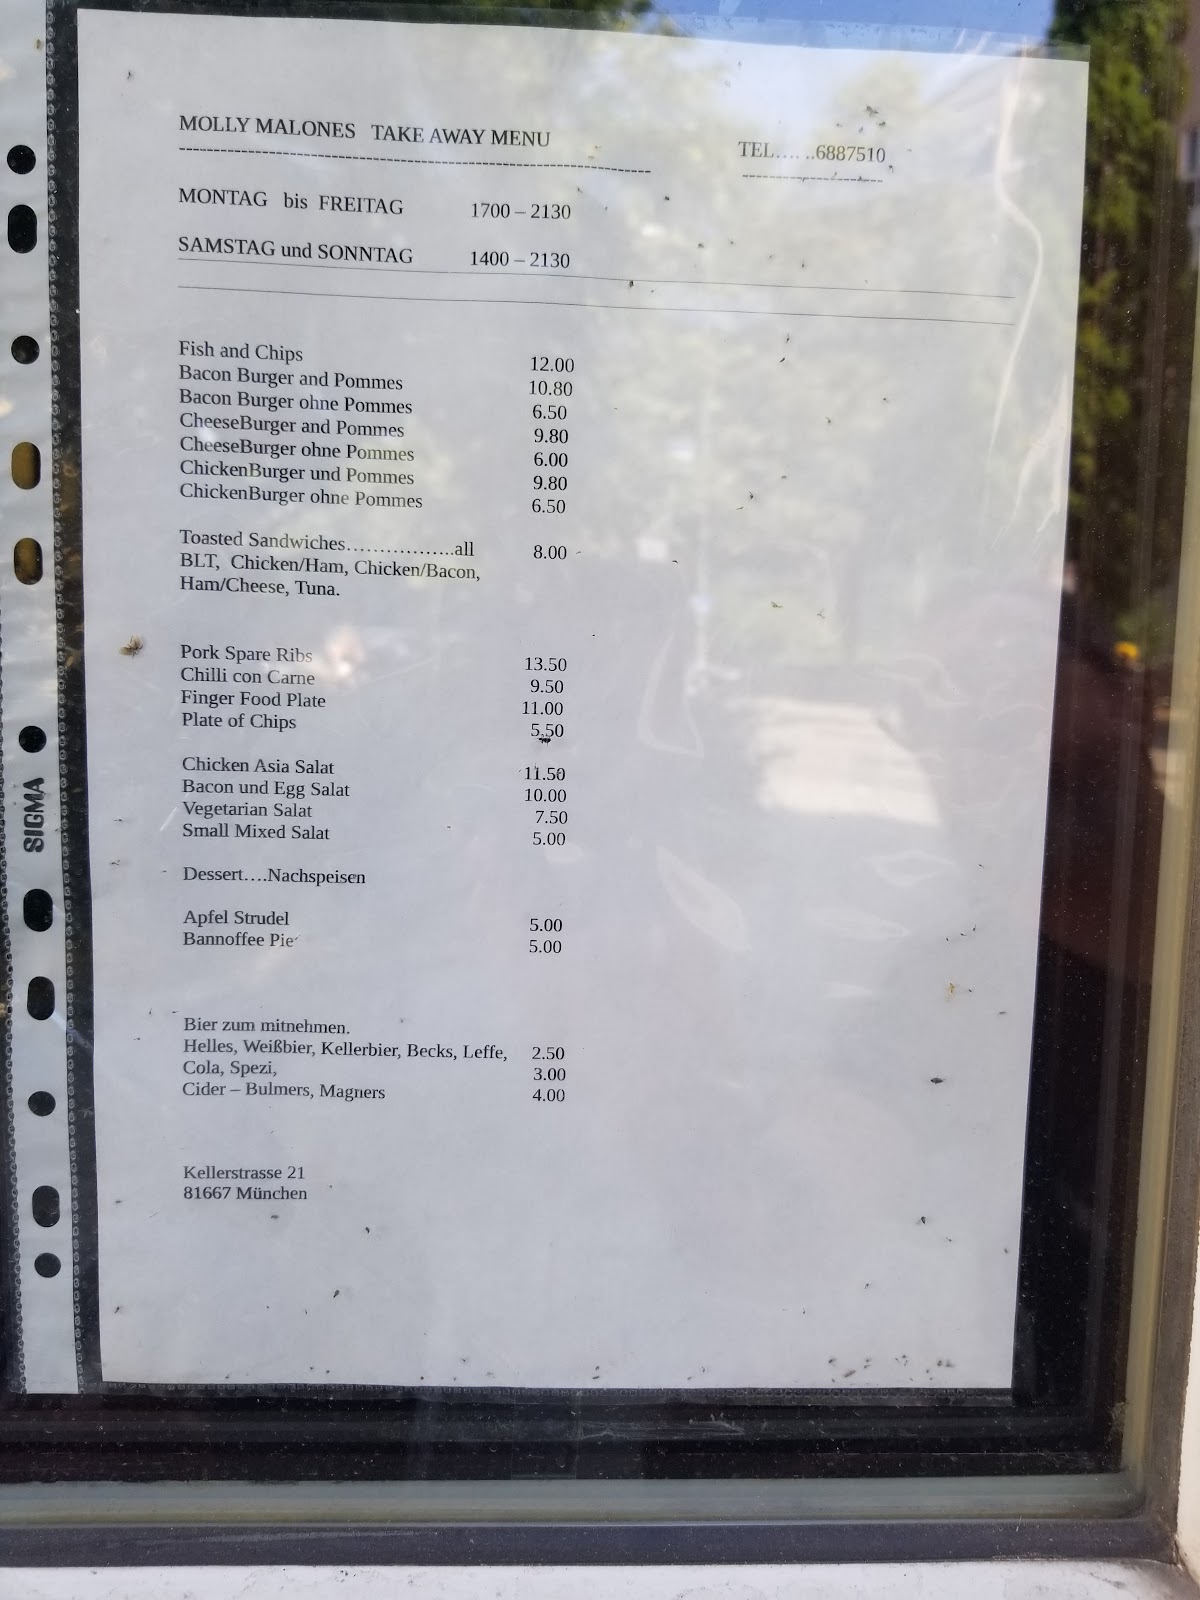 MOLLY MALONES TAKE AWAY MENU TEL.... ..6887510
MONTAG bis FREITAG 1700 – 2130
SAMSTAG und SONNTAG 1400 – 2130
Fish and Chips 12.00
Bacon Burger and Pommes 10.80
Bacon Burger ohne Pommes 6.50
CheeseBurger and Pommes 9.80
CheeseBurger ohne Pommes 6.00
ChickenBurger und Pommes 9.80
ChickenBurger ohne Pommes 6.50
Toasted Sandwiches.................all 8.00
BLT, Chicken/Ham, Chicken/Bacon,
Ham/Cheese, Tuna.
Pork Spare Ribs 13.50
Chilli con Carne 9.50
Finger Food Plate 11.00
Plate of Chips 5.50
Chicken Asia Salat 11.50
Bacon und Egg Salat 10.00
Vegetarian Salat 7.50
Small Mixed Salat 5.00
Dessert....Nachspeisen
Apfel Strudel 5.00
Bannoffee Pie 5.00
Bier zum mitnehmen.
Helles, Weißbier, Kellerbier, Becks, Leffe, 2.50
Cola, Spezi, 3.00
Cider – Bulmers, Magners 4.00
Kellerstrasse 21
81667 München
SIGMA